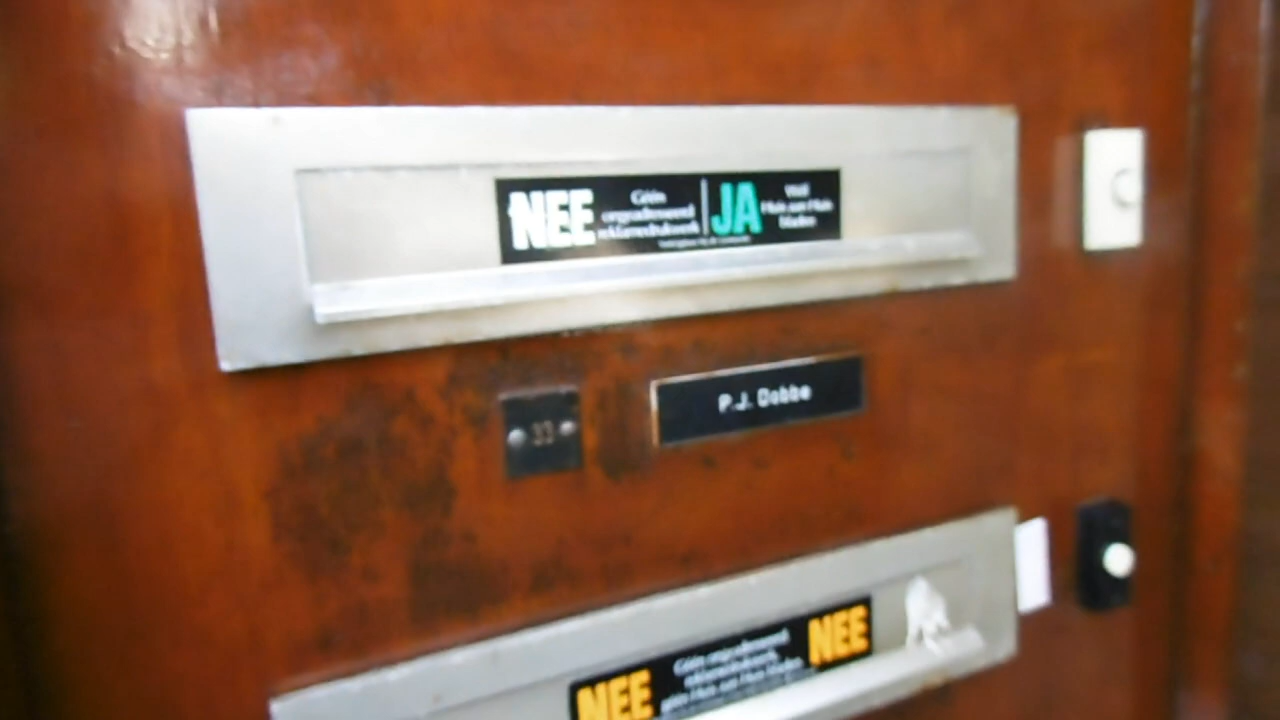 NEE
Géén
ongeadresseerd
reklamedrukwerk
JA
Wèl
Huis aan Huis
bladen
33
P.J. Dobbe
NEE
Géén ongeadresseerd
reklamedrukwerk,
géén Huis aan Huis bladen
NEE